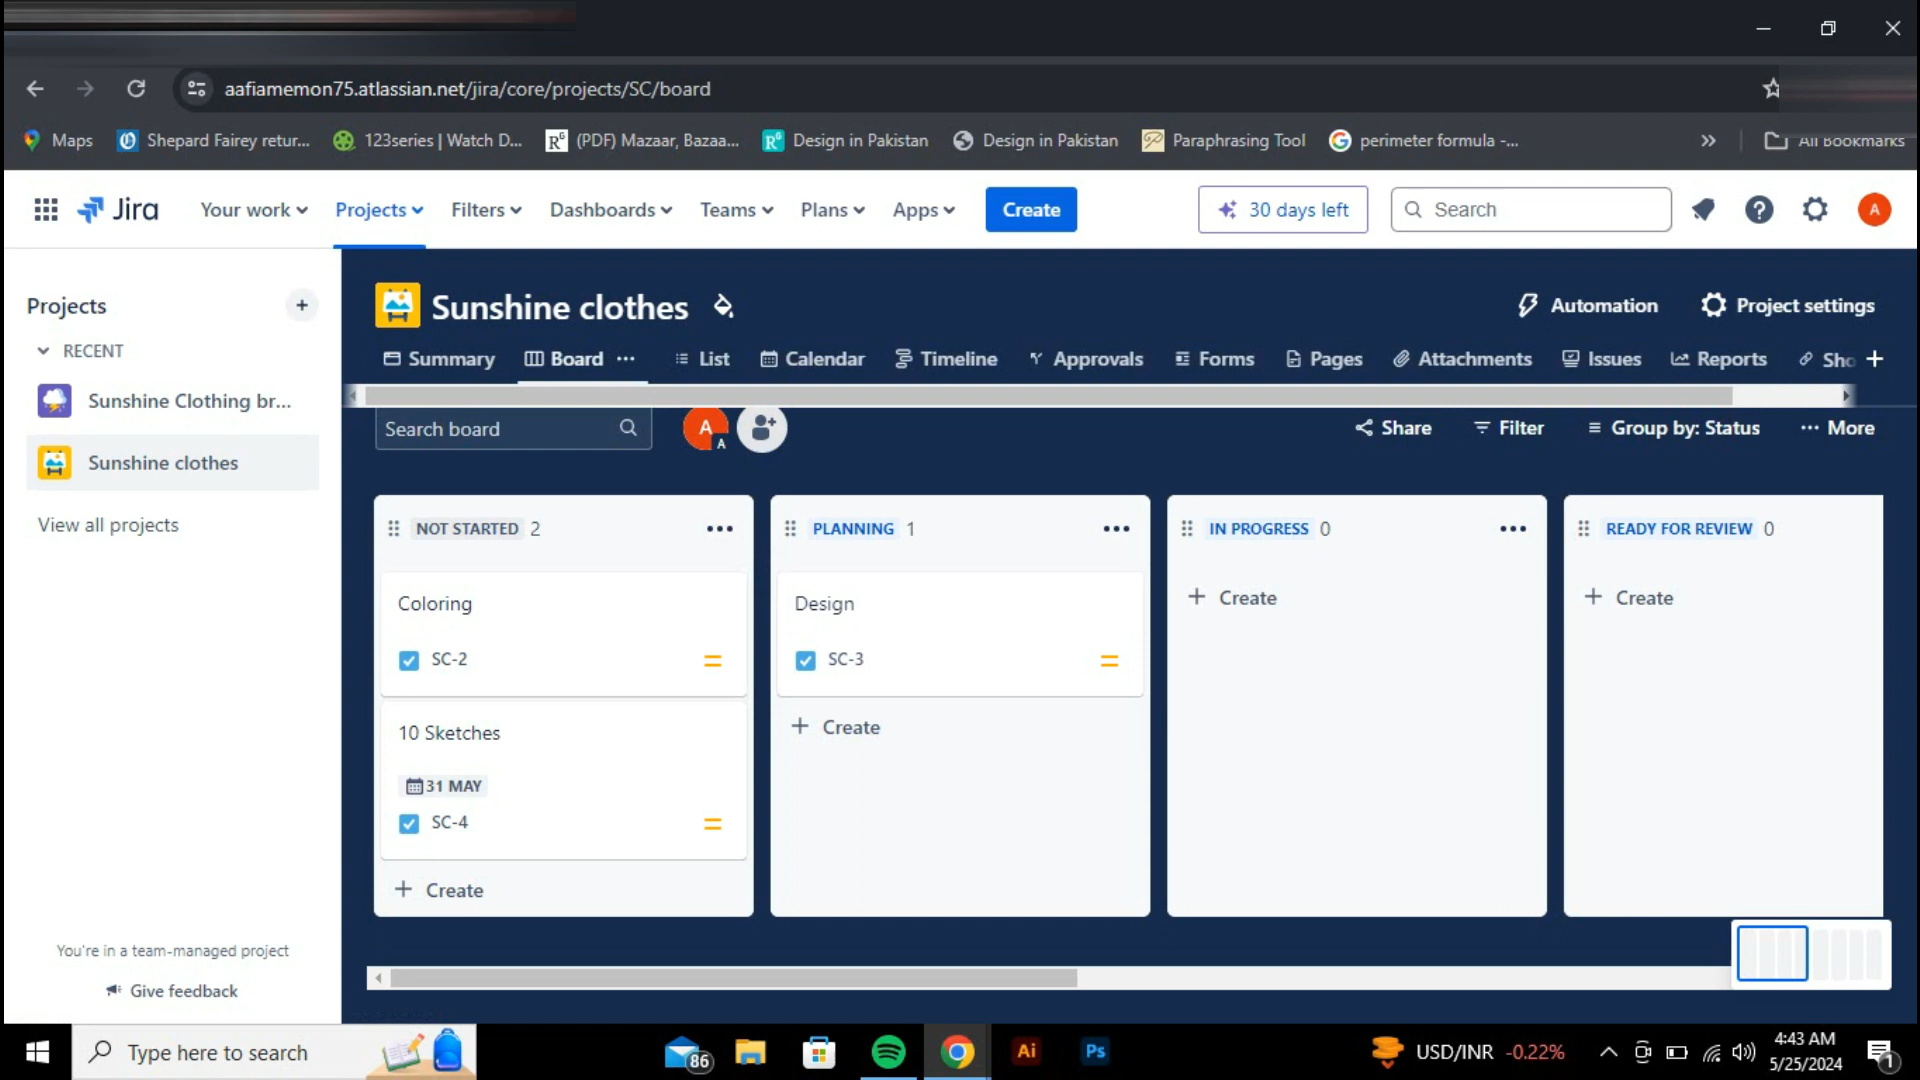 aafiamemon75.atlassian.net/jira/core/projects/SC/board
Maps Shepard Fairey retur... 123series | Watch D... (PDF) Mazaar, Bazaa... Design in Pakistan Design in Pakistan Paraphrasing Tool perimeter formula -... All Bookmarks
Jira Your work Projects Filters Dashboards Teams Plans Apps Create 30 days left Search A
Projects
RECENT
Sunshine Clothing br...
Sunshine clothes
View all projects
You're in a team-managed project
Give feedback
Sunshine clothes Automation Project settings
Summary Board List Calendar Timeline Approvals Forms Pages Attachments Issues Reports Sho
Search board A A Share Filter Group by: Status More
NOT STARTED 2
Coloring
SC-2
10 Sketches
31 MAY
SC-4
Create
PLANNING 1
Design
SC-3
Create
IN PROGRESS 0
Create
READY FOR REVIEW 0
Create
Type here to search 86 Ai Ps USD/INR -0.22% 4:43 AM
5/25/2024 1